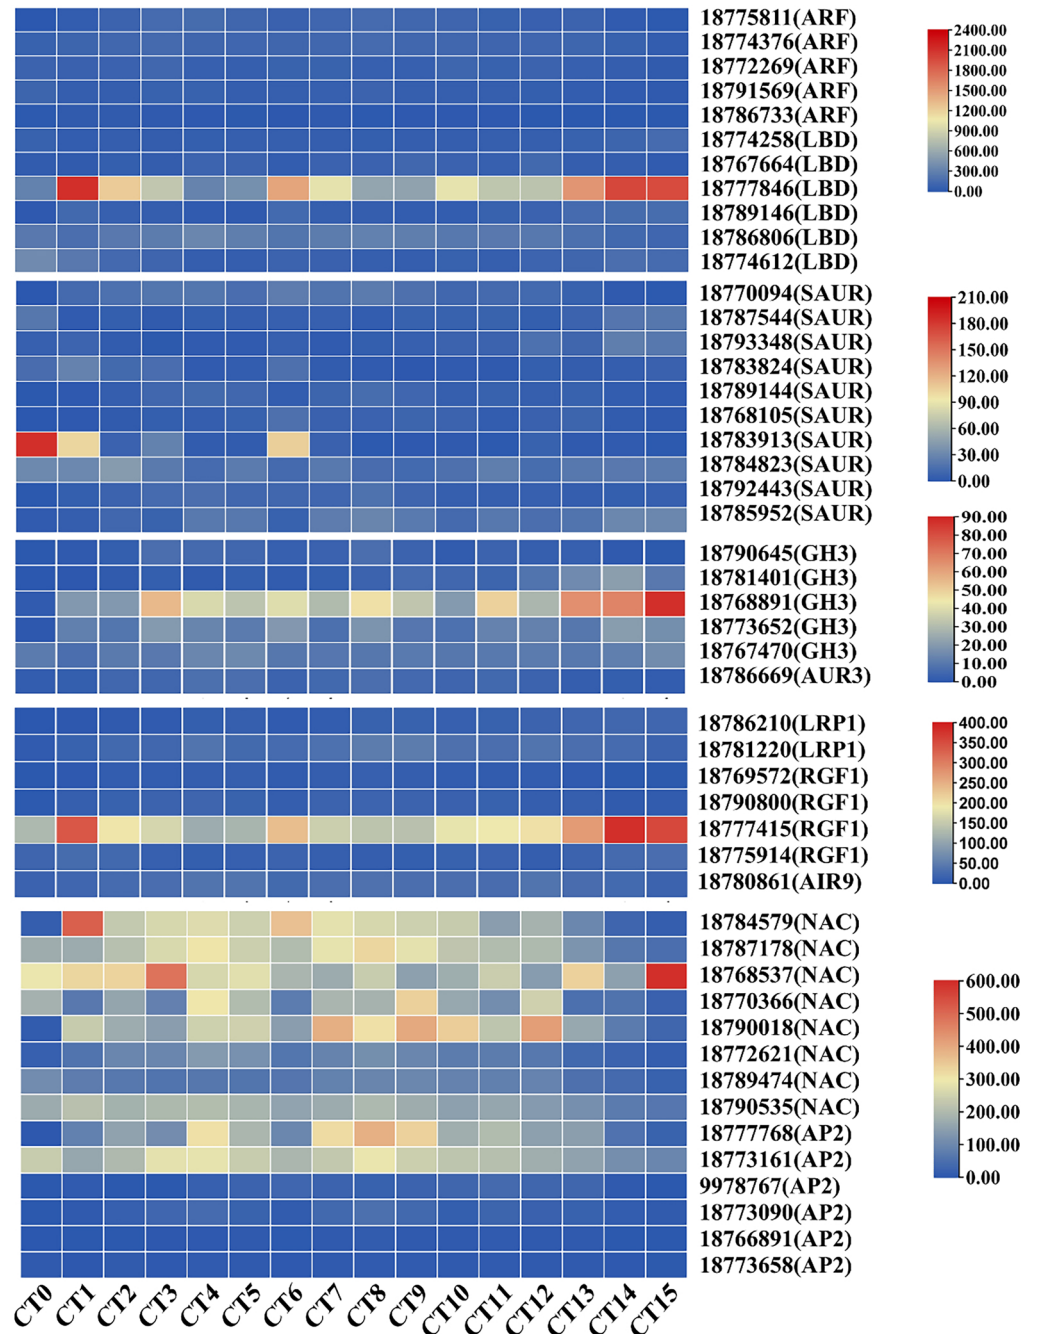 18775811(ARF)
18774376(ARF)
18772269(ARF)
18791569(ARF)
18786733(ARF)
18774258(LBD)
18767664(LBD)
18777846(LBD)
18789146(LBD)
18786806(LBD)
18774612(LBD)
2400.00
2100.00
1800.00
1500.00
1200.00
900.00
600.00
300.00
0.00
18770094(SAUR)
18787544(SAUR)
18793348(SAUR)
18783824(SAUR)
18789144(SAUR)
18768105(SAUR)
18783913(SAUR)
18784823(SAUR)
18792443(SAUR)
18785952(SAUR)
210.00
180.00
150.00
120.00
90.00
60.00
30.00
0.00
18790645(GH3)
18781401(GH3)
18768891(GH3)
18773652(GH3)
18767470(GH3)
18786669(AUR3)
90.00
80.00
70.00
60.00
50.00
40.00
30.00
20.00
10.00
0.00
18786210(LRP1)
18781220(LRP1)
18769572(RGF1)
18790800(RGF1)
18777415(RGF1)
18775914(RGF1)
18780861(AIR9)
400.00
350.00
300.00
250.00
200.00
150.00
100.00
50.00
0.00
18784579(NAC)
18787178(NAC)
18768537(NAC)
18770366(NAC)
18790018(NAC)
18772621(NAC)
18789474(NAC)
18790535(NAC)
18777768(AP2)
18773161(AP2)
9978767(AP2)
18773090(AP2)
18766891(AP2)
18773658(AP2)
600.00
500.00
400.00
300.00
200.00
100.00
0.00
CT0 CT1 CT2 CT3 CT4 CT5 CT6 CT7 CT8 CT9 CT10 CT11 CT12 CT13 CT14 CT15